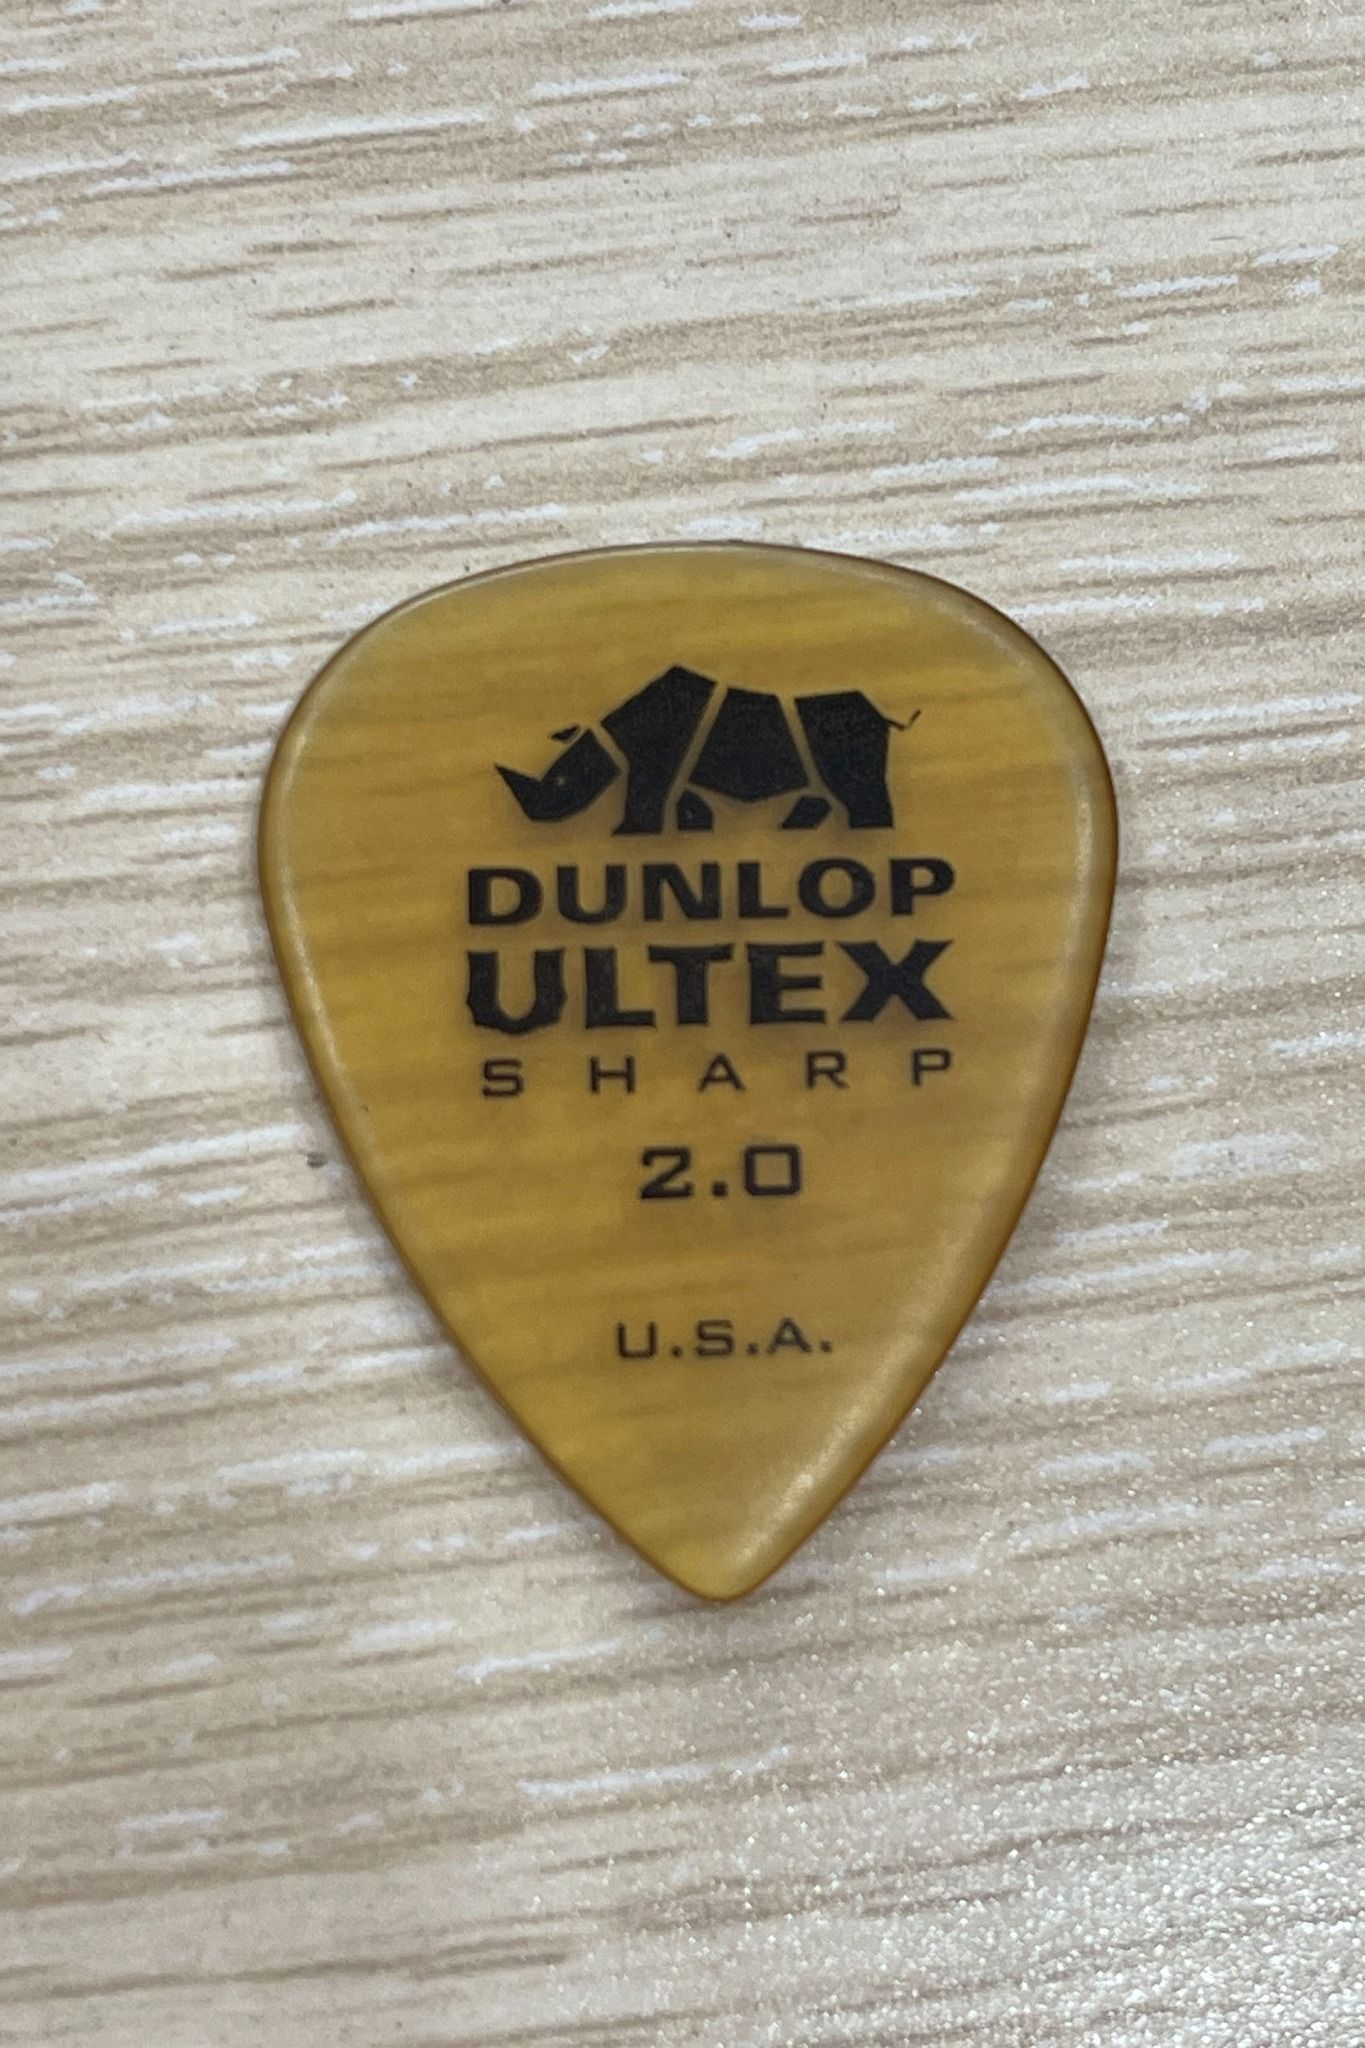 DUNLOP
ULTEX
SHARP
2.0
U.S.A.